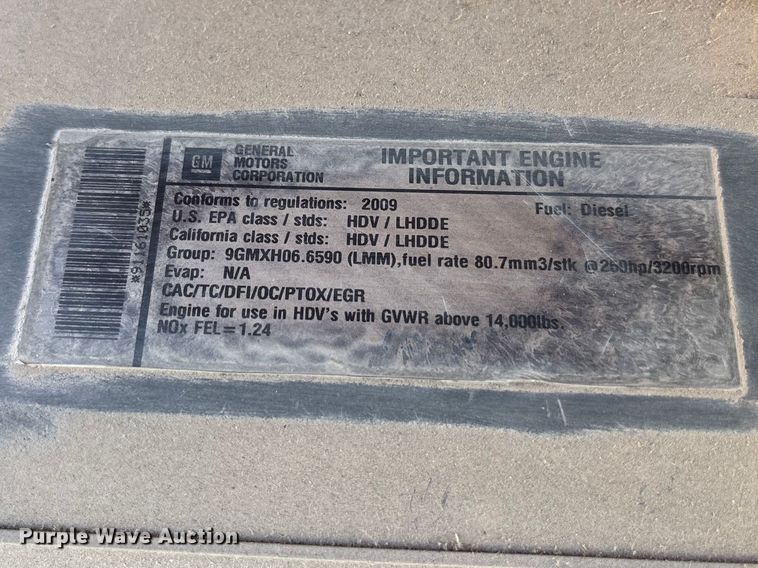 *91161035*
GM
GENERAL MOTORS CORPORATION
IMPORTANT ENGINE INFORMATION
Conforms to regulations: 2009 Fuel: Diesel
U.S. EPA class / stds: HDV / LHDDE
California class / stds: HDV / LHDDE
Group: 9GMXH06.6590 (LMM),fuel rate 80.7mm3/stk @260hp/3200rpm
Evap: N/A
CAC/TC/DFI/OC/PTOX/EGR
Engine for use in HDV's with GVWR above 14,000lbs.
NOx FEL=1.24
Purple Wave Auction